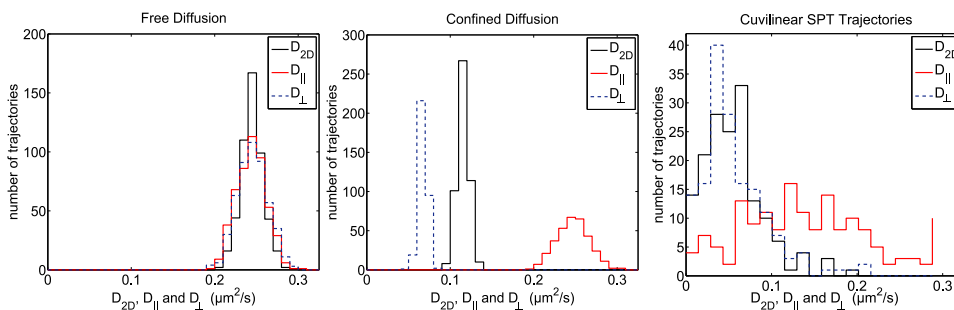 Free Diffusion
200
150
100
50
0
0
0.1
0.2
0.3
number of trajectories
D2D, D|| and D⊥ (µm²/s)
D2D
D||
D⊥
Confined Diffusion
300
250
200
150
100
50
0
0
0.1
0.2
0.3
number of trajectories
D2D, D|| and D⊥ (µm²/s)
D2D
D||
D⊥
Cuvilinear SPT Trajectories
40
35
30
25
20
15
10
5
0
0
0.1
0.2
0.3
number of trajectories
D2D, D|| and D⊥ (µm²/s)
D2D
D||
D⊥